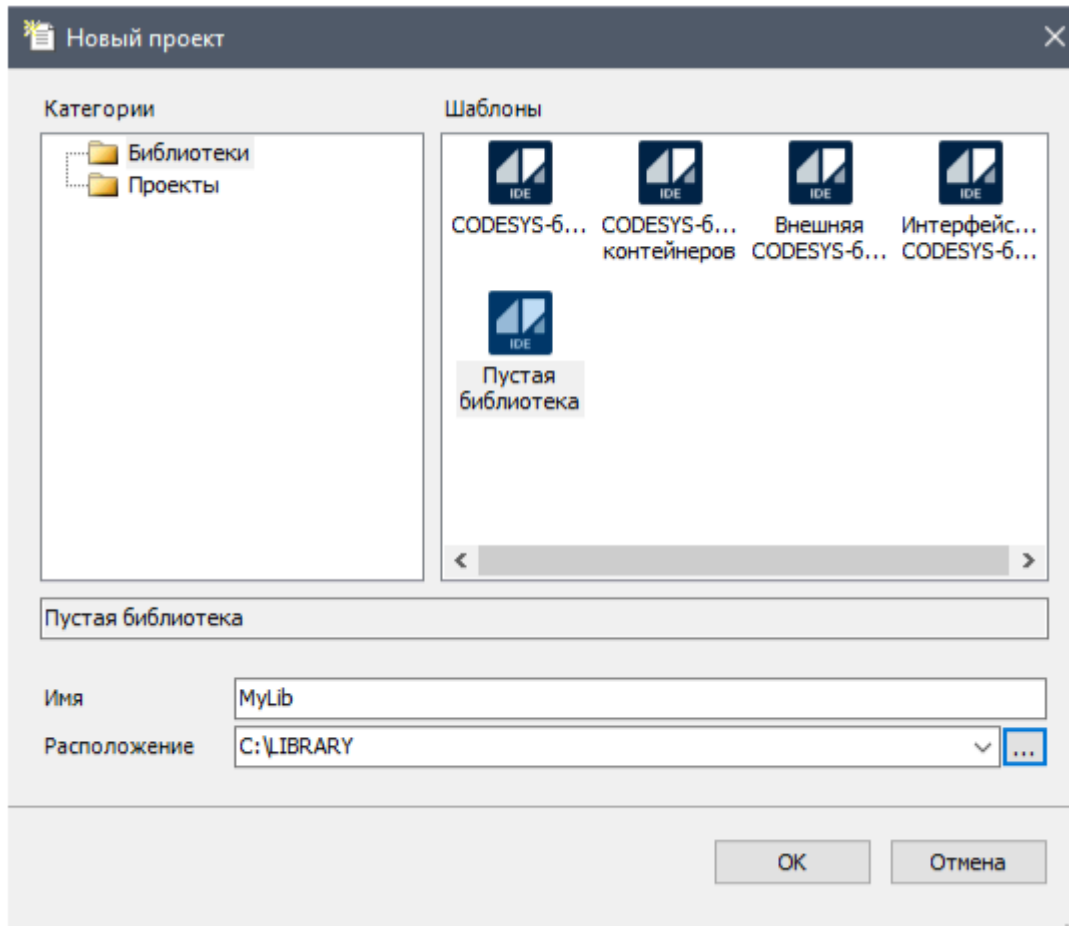 Новый проект
Категории
Шаблоны
Библиотеки
Проекты
IDE
IDE
IDE
IDE
CODESYS-б...
CODESYS-б...
контейнеров
Внешняя
CODESYS-б...
Интерфейс...
CODESYS-б...
IDE
Пустая
библиотека
Пустая библиотека
Имя
MyLib
Расположение
C:\LIBRARY
...
OK
Отмена